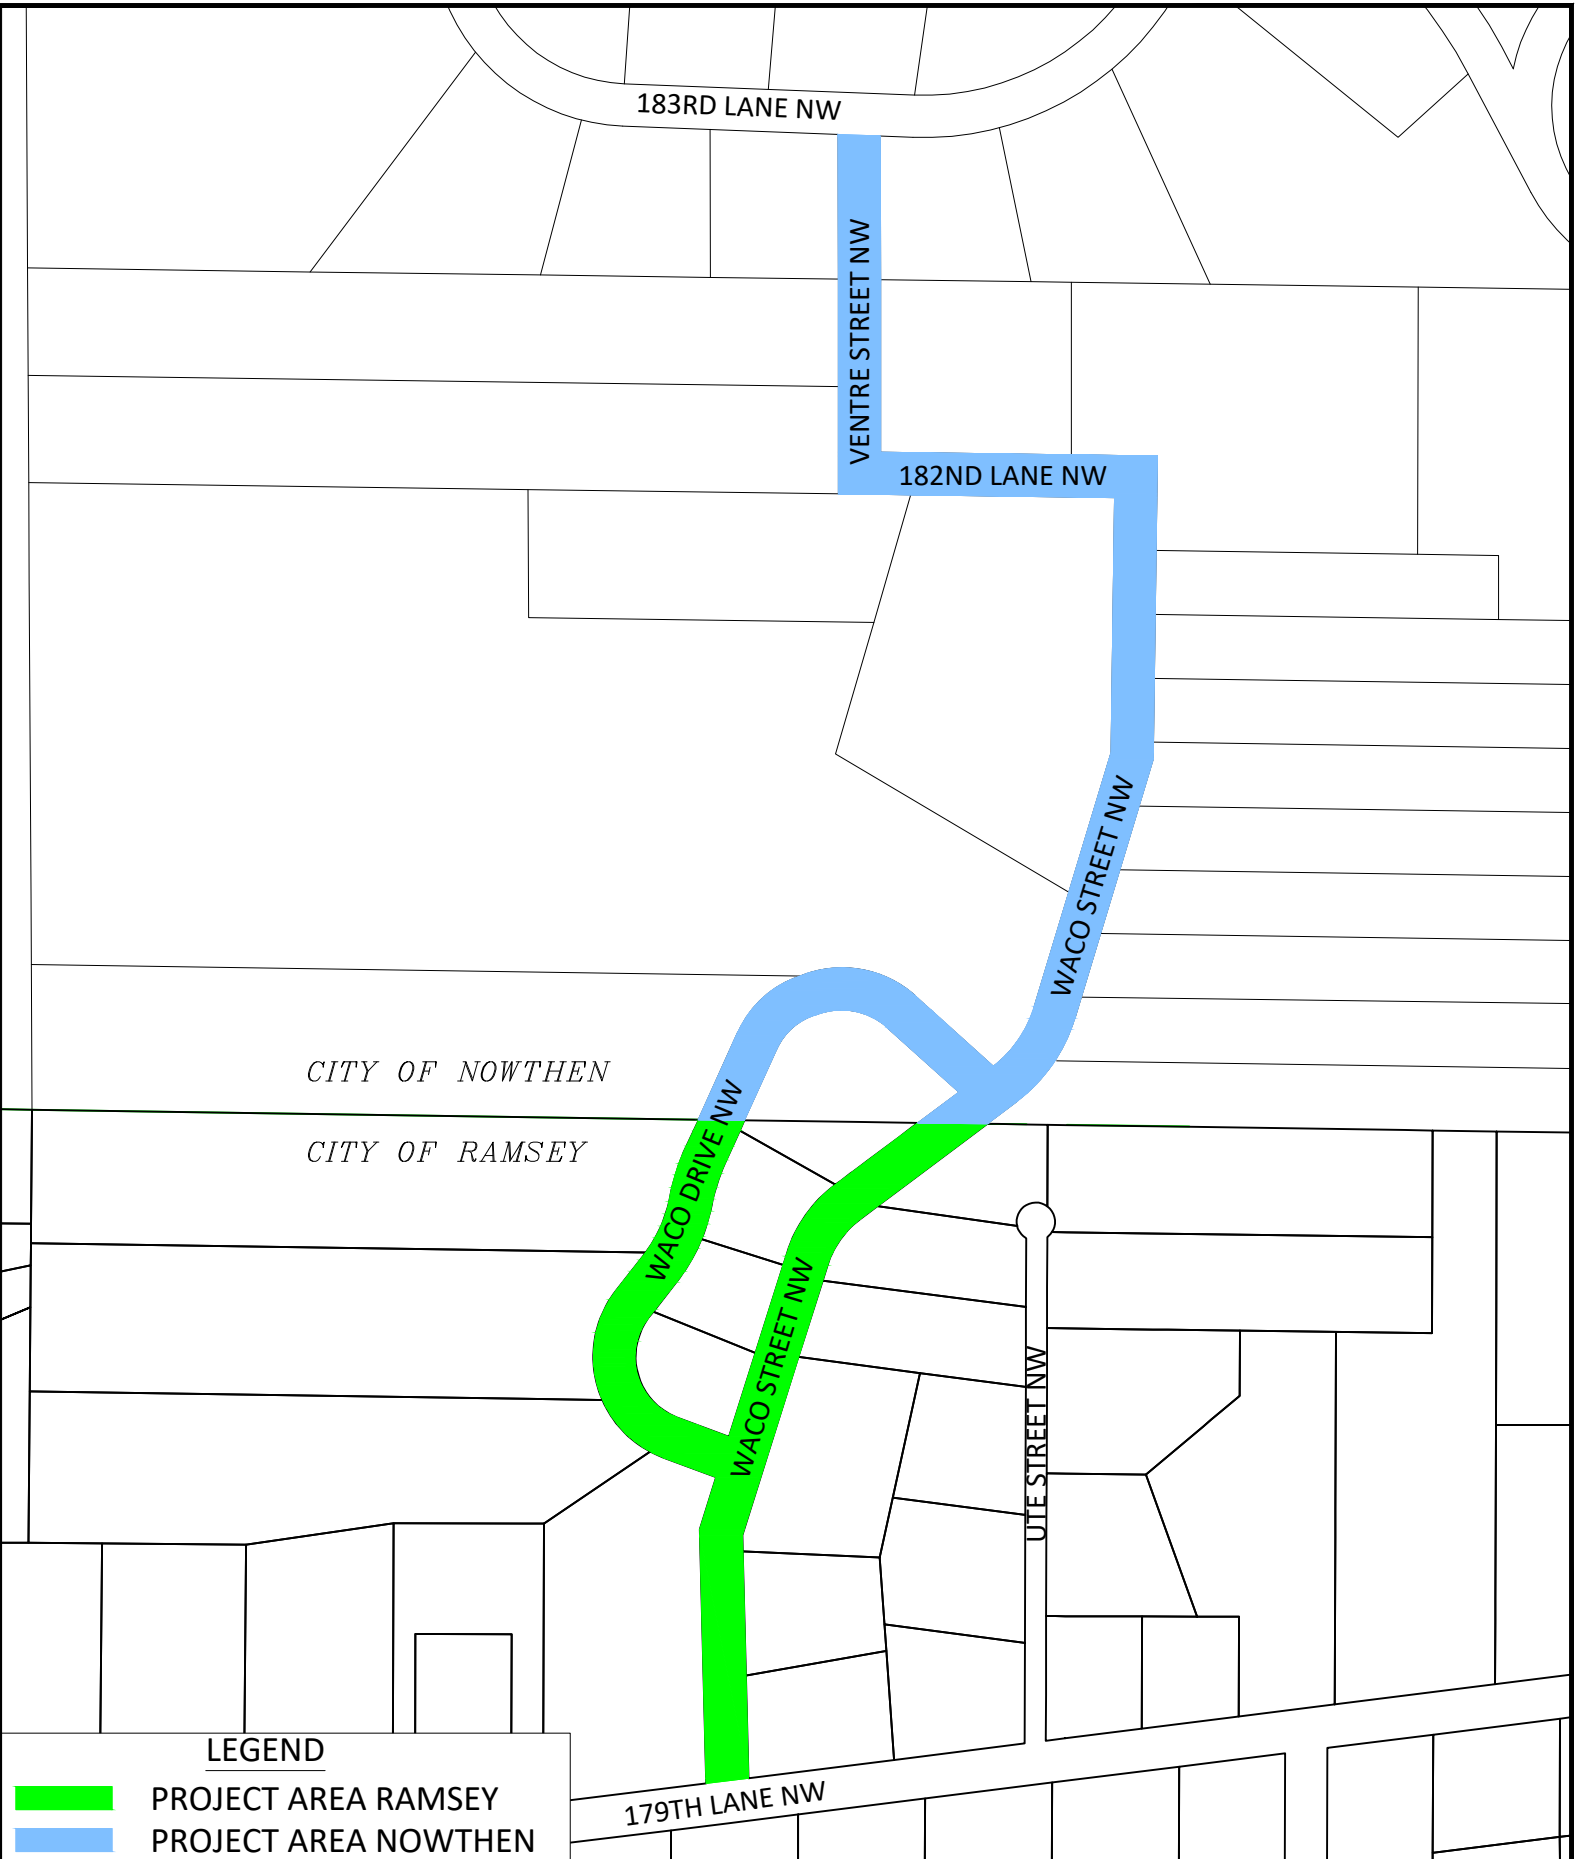 183RD LANE NW
VENTRE STREET NW
182ND LANE NW
WACO STREET NW
CITY OF NOWTHEN
CITY OF RAMSEY
WACO DRIVE NW
WACO STREET NW
UTE STREET NW
LEGEND
PROJECT AREA RAMSEY
PROJECT AREA NOWTHEN
179TH LANE NW